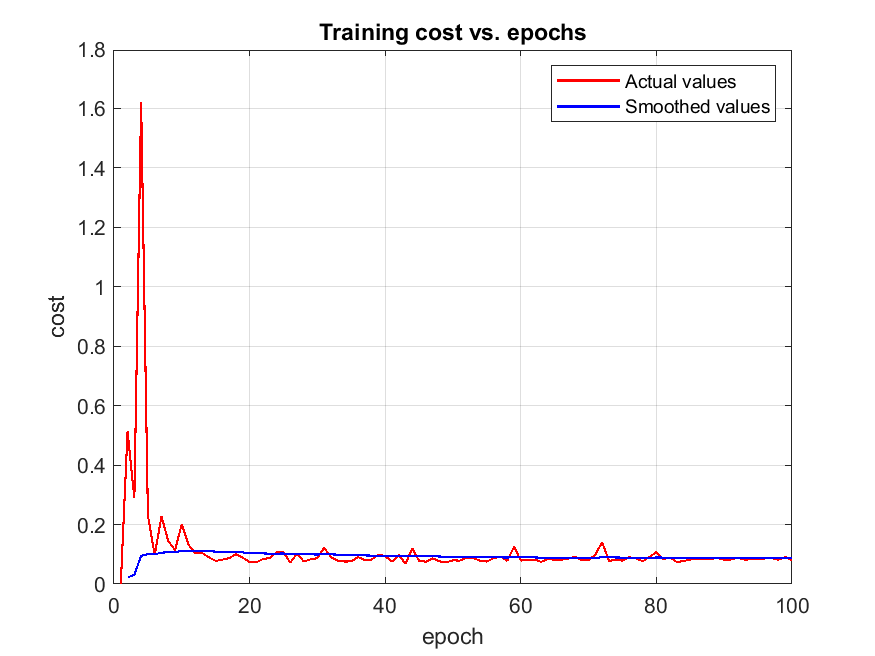 Training cost vs. epochs
1.8
1.6
1.4
1.2
1
0.8
0.6
0.4
0.2
0
cost
Actual values
Smoothed values
0 20 40 60 80 100
epoch